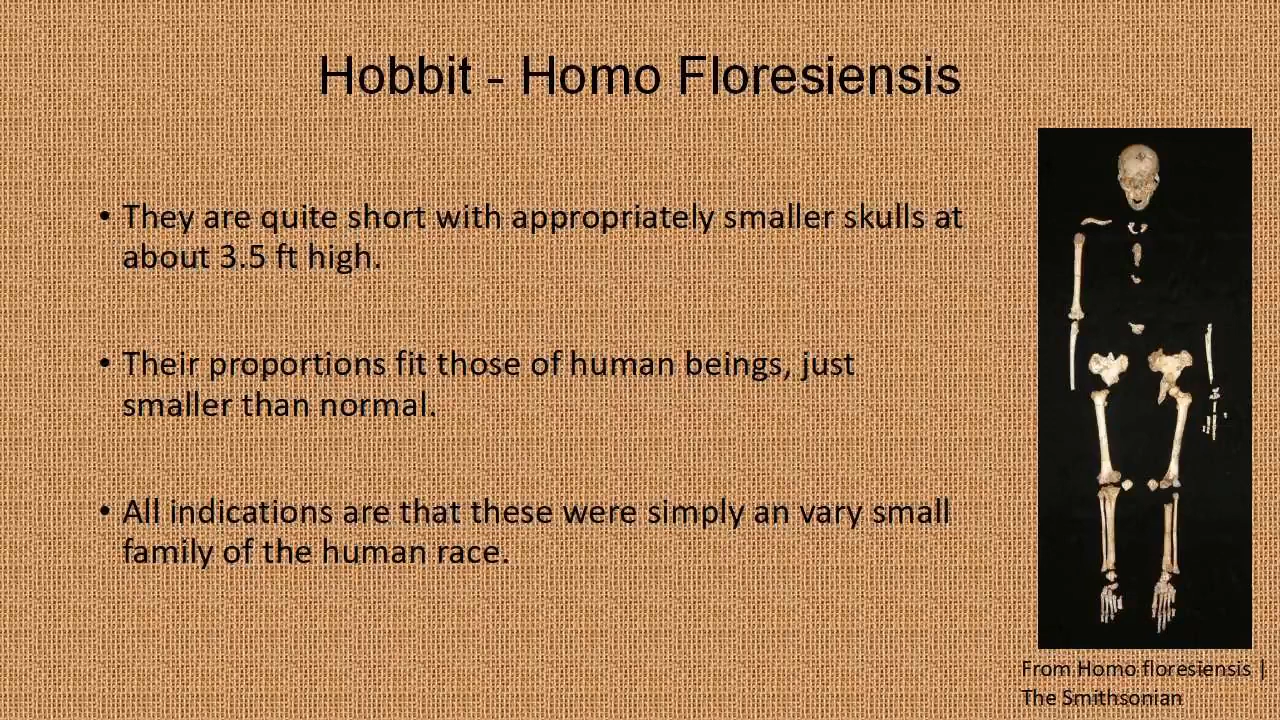 Hobbit - Homo Floresiensis
• They are quite short with appropriately smaller skulls at
about 3.5 ft high.
• Their proportions fit those of human beings, just
smaller than normal.
• All indications are that these were simply an vary small
family of the human race.
From Homo floresiensis |
The Smithsonian